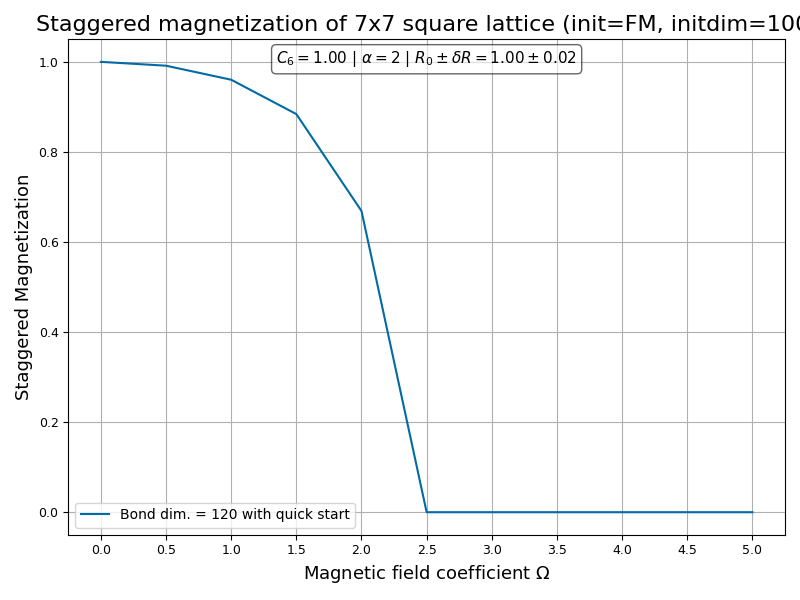 Staggered magnetization of 7x7 square lattice (init=FM, initdim=100
C₆ = 1.00 | α = 2 | R₀ ± δR = 1.00 ± 0.02
Staggered Magnetization
1.0
0.8
0.6
0.4
0.2
0.0
Bond dim. = 120 with quick start
0.0 0.5 1.0 1.5 2.0 2.5 3.0 3.5 4.0 4.5 5.0
Magnetic field coefficient Ω